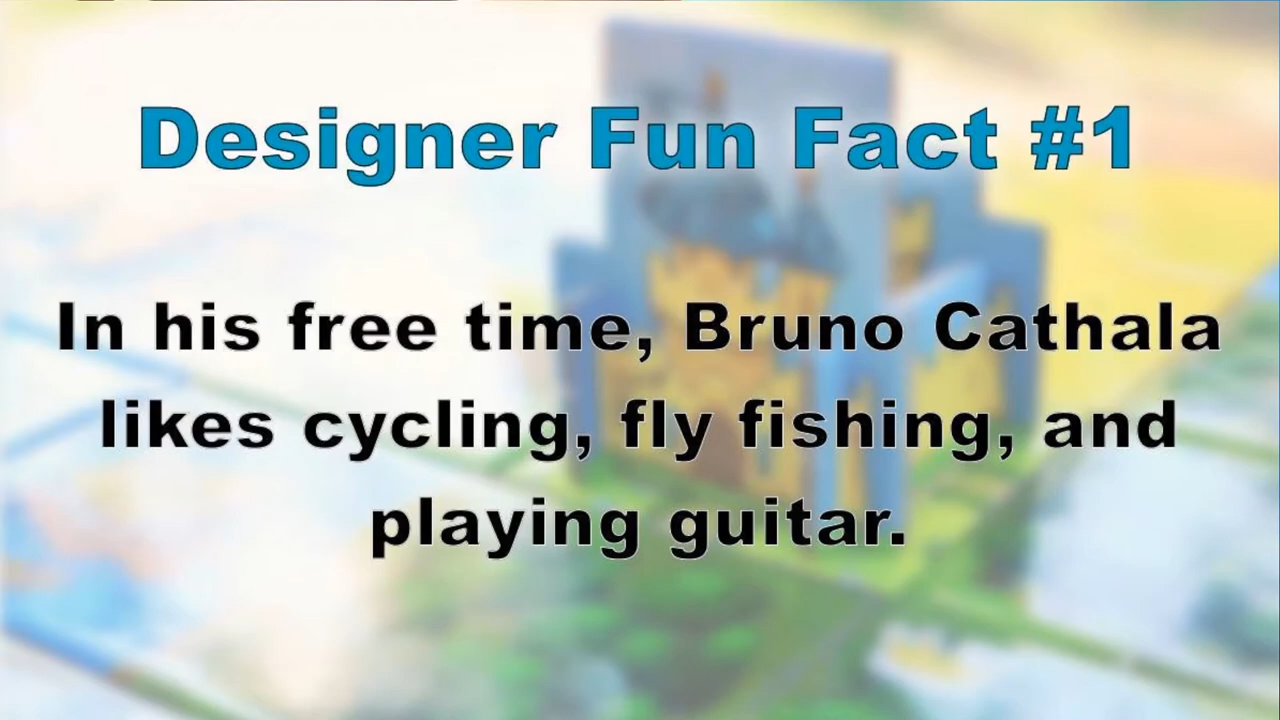 Designer Fun Fact #1
In his free time, Bruno Cathala
likes cycling, fly fishing, and
playing guitar.